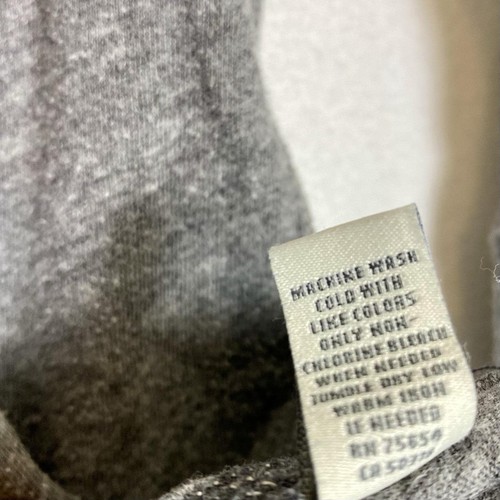 MACHINE WASH
COLD WITH
LIKE COLORS
ONLY NON-
CHLORINE BLEACH
WHEN NEEDED
TUMBLE DRY LOW
WARM IRON
IF NEEDED
RN 75654
CA